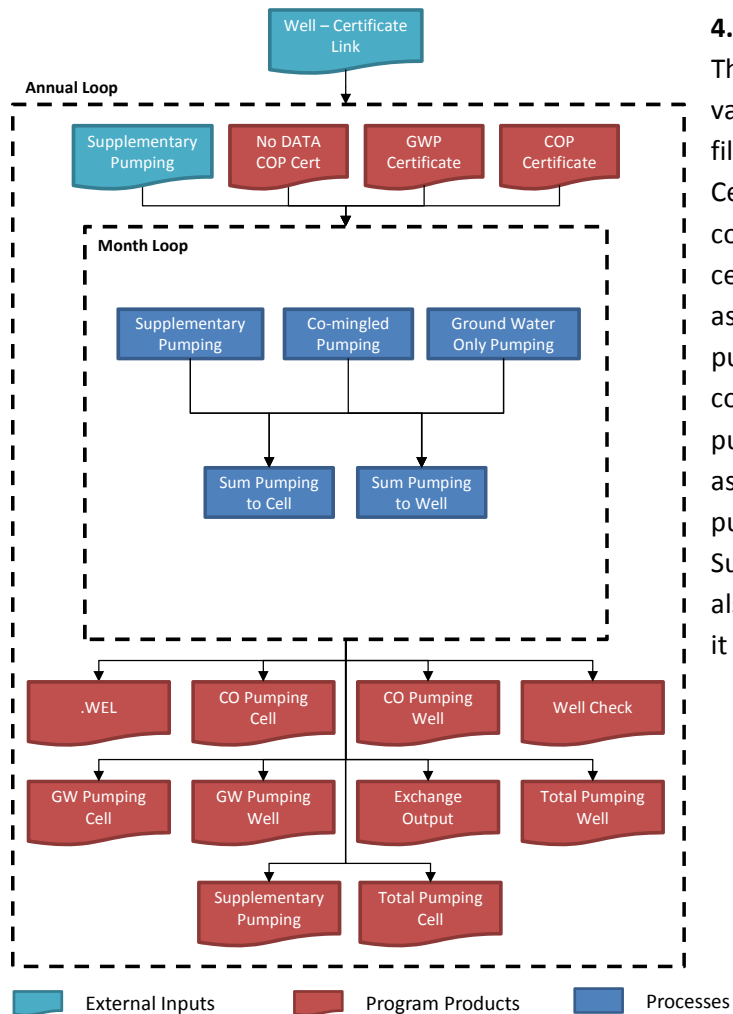 Well – Certificate
Link
Annual Loop
Supplementary
Pumping
No DATA
COP Cert
GWP
Certificate
COP
Certificate
Month Loop
Supplementary
Pumping
Co-mingled
Pumping
Ground Water
Only Pumping
Sum Pumping
to Cell
Sum Pumping
to Well
.WEL
CO Pumping
Cell
CO Pumping
Well
Well Check
GW Pumping
Cell
GW Pumping
Well
Exchange
Output
Total Pumping
Well
Supplementary
Pumping
Total Pumping
Cell
External Inputs
Program Products
Processes
4.
Th
va
fil
Ce
co
ce
as
pu
co
pu
as
pu
Su
al
it